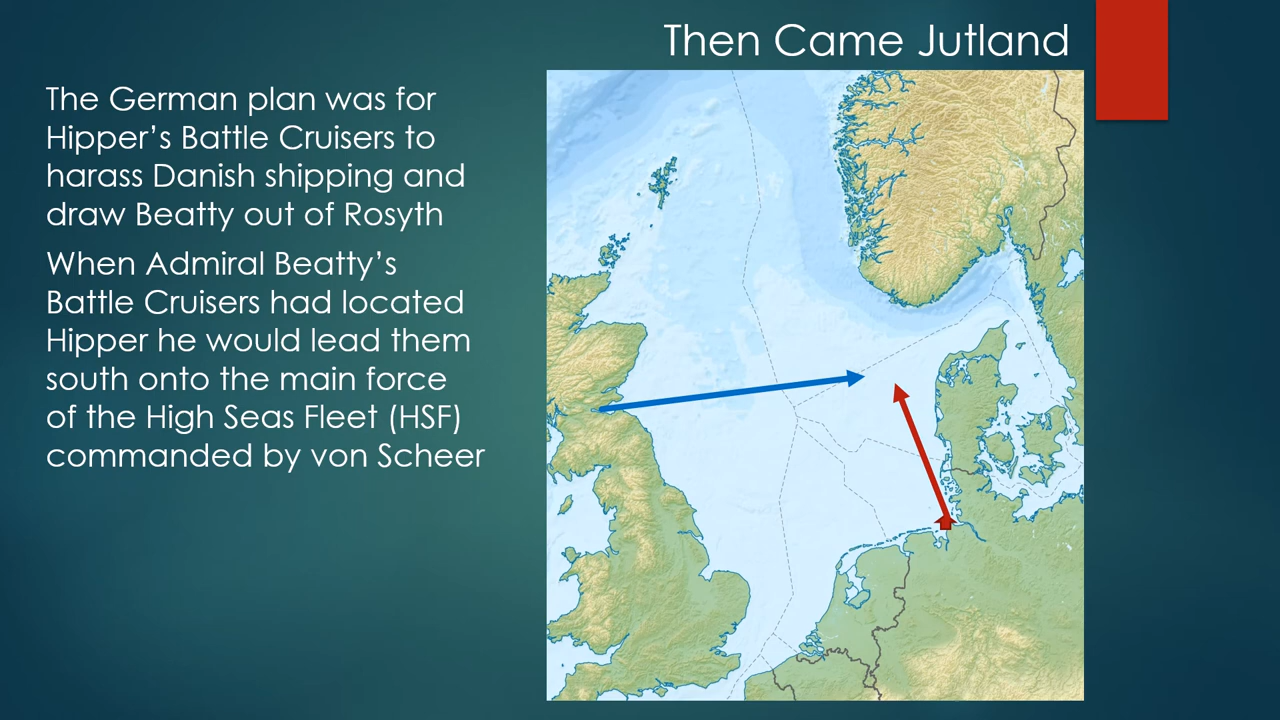 Then Came Jutland
The German plan was for
Hipper’s Battle Cruisers to
harass Danish shipping and
draw Beatty out of Rosyth
When Admiral Beatty’s
Battle Cruisers had located
Hipper he would lead them
south onto the main force
of the High Seas Fleet (HSF)
commanded by von Scheer